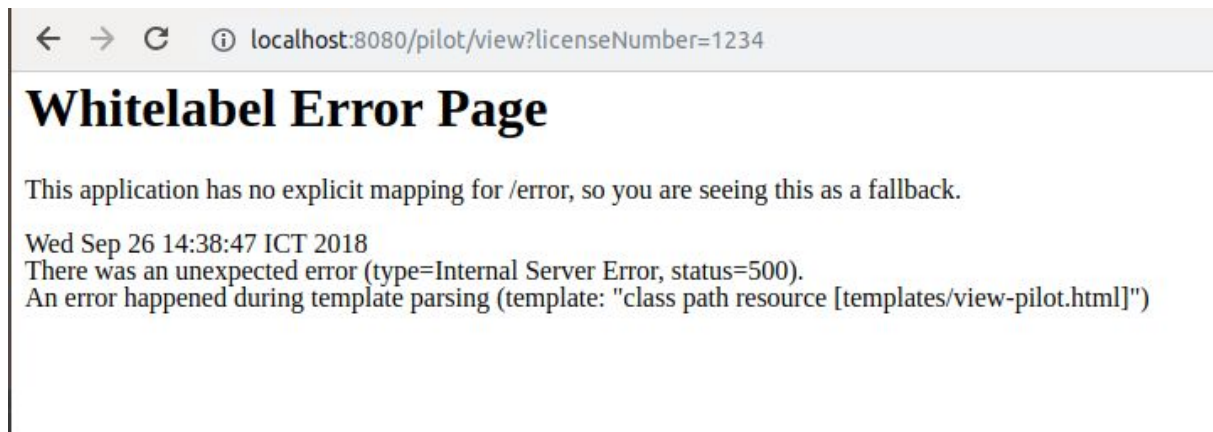 localhost:8080/pilot/view?licenseNumber=1234
Whitelabel Error Page
This application has no explicit mapping for /error, so you are seeing this as a fallback.
Wed Sep 26 14:38:47 ICT 2018
There was an unexpected error (type=Internal Server Error, status=500).
An error happened during template parsing (template: "class path resource [templates/view-pilot.html]")